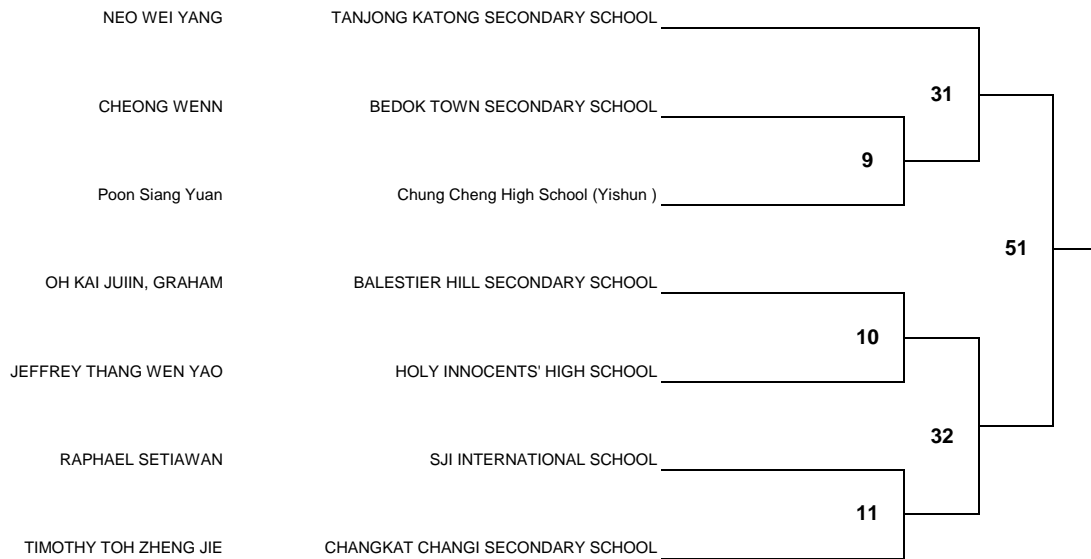 NEO WEI YANG TANJONG KATONG SECONDARY SCHOOL
31
CHEONG WENN BEDOK TOWN SECONDARY SCHOOL
9
Poon Siang Yuan Chung Cheng High School (Yishun )
51
OH KAI JUIIN, GRAHAM BALESTIER HILL SECONDARY SCHOOL
10
JEFFREY THANG WEN YAO HOLY INNOCENTS' HIGH SCHOOL
32
RAPHAEL SETIAWAN SJI INTERNATIONAL SCHOOL
11
TIMOTHY TOH ZHENG JIE CHANGKAT CHANGI SECONDARY SCHOOL